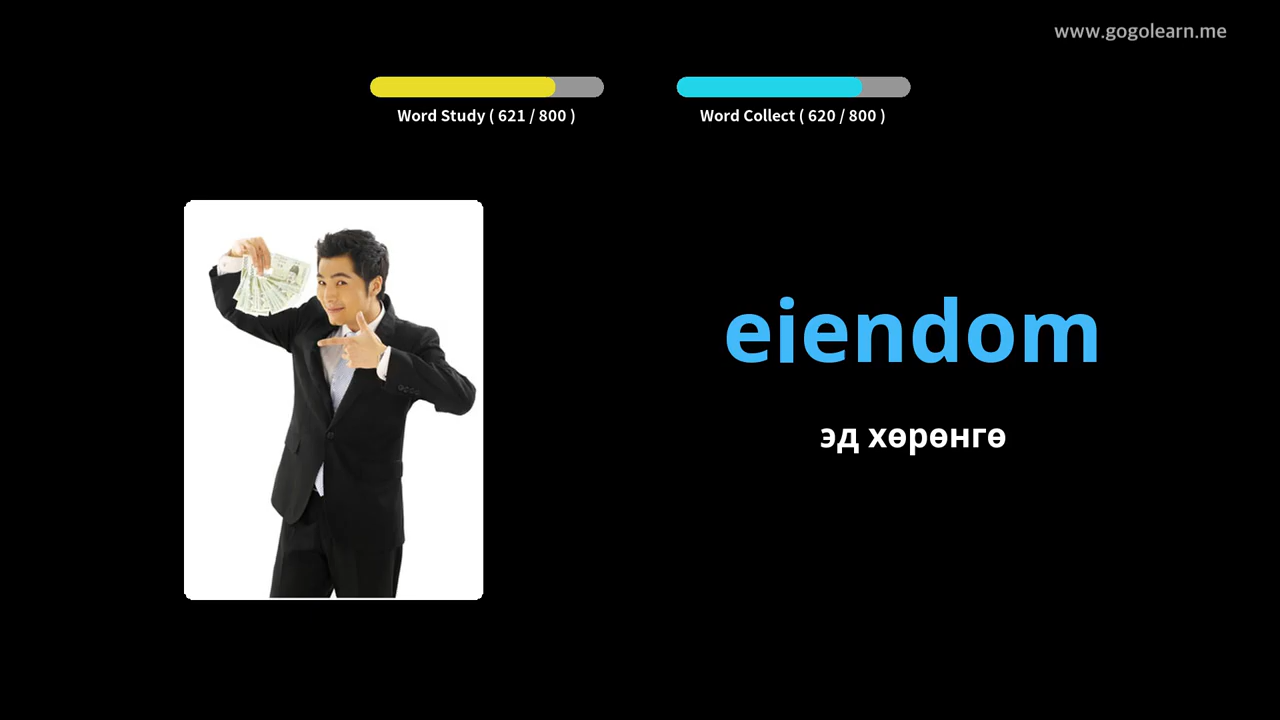 www.gogolearn.me
Word Study ( 621 / 800 )
Word Collect ( 620 / 800 )
eiendom
эд хөрөнгө